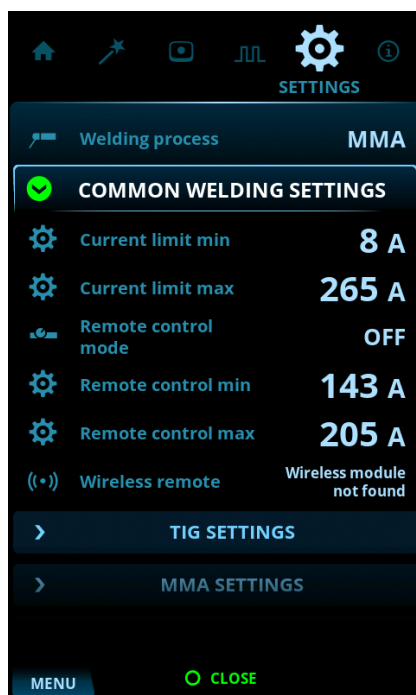 SETTINGS
Welding process MMA
COMMON WELDING SETTINGS
Current limit min 8 A
Current limit max 265 A
Remote control
mode OFF
Remote control min 143 A
Remote control max 205 A
Wireless remote Wireless module
not found
TIG SETTINGS
MMA SETTINGS
MENU CLOSE